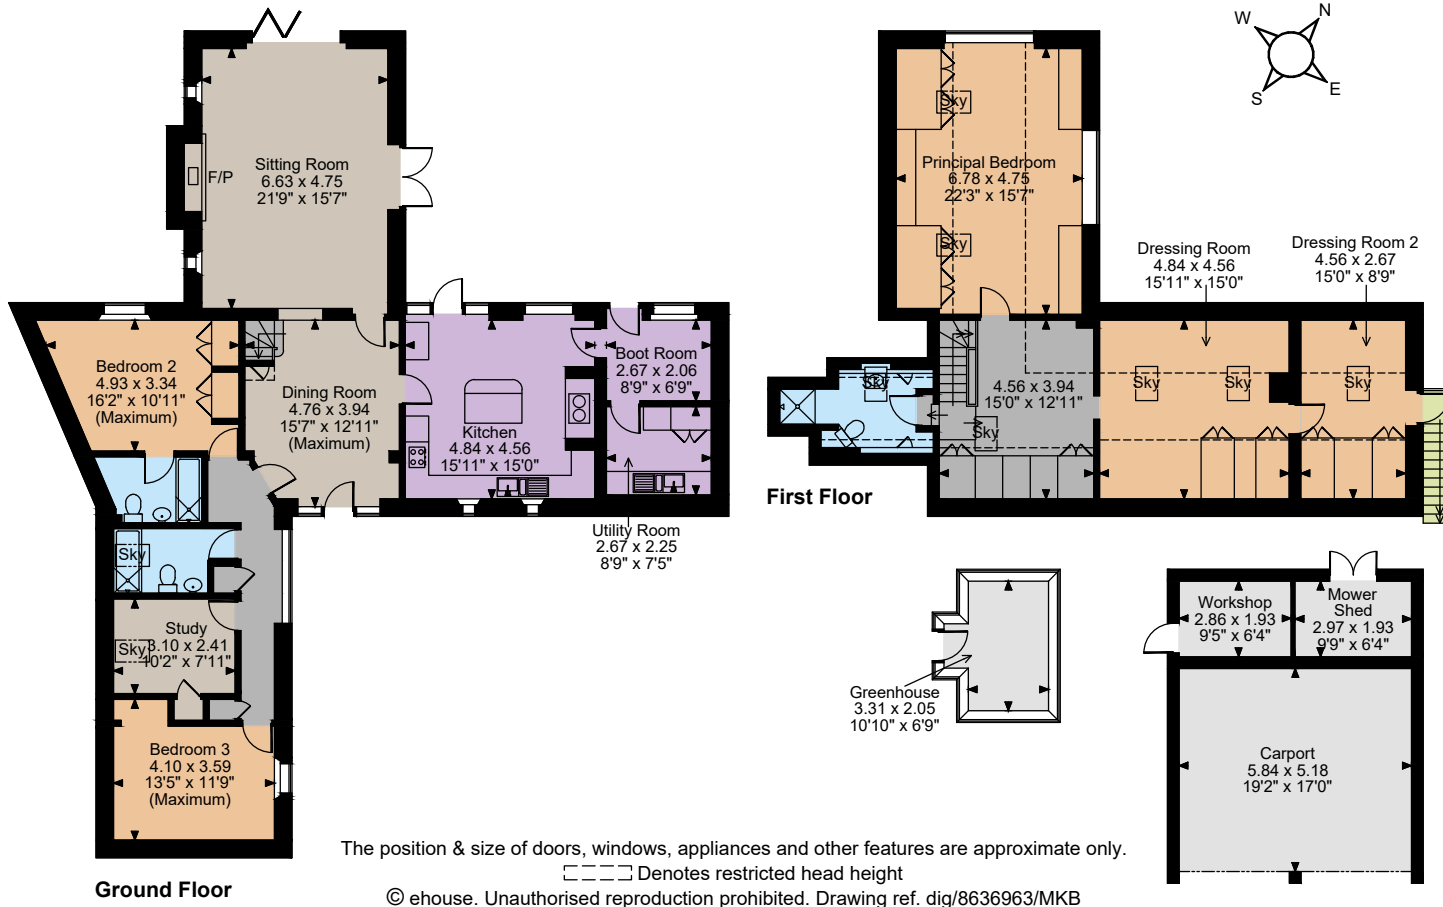 Sitting Room
6.63 x 4.75
21'9" x 15'7"
F/P
Bedroom 2
4.93 x 3.34
16'2" x 10'11"
(Maximum)
Dining Room
4.76 x 3.94
15'7" x 12'11"
(Maximum)
Kitchen
4.84 x 4.56
15'11" x 15'0"
Boot Room
2.67 x 2.06
8'9" x 6'9"
Utility Room
2.67 x 2.25
8'9" x 7'5"
Sky
Study
3.10 x 2.41
10'2" x 7'11"
Sky
Bedroom 3
4.10 x 3.59
13'5" x 11'9"
(Maximum)
Ground Floor
W
N
S
E
Sky
Principal Bedroom
6.78 x 4.75
22'3" x 15'7"
Sky
Dressing Room
4.84 x 4.56
15'11" x 15'0"
Dressing Room 2
4.56 x 2.67
15'0" x 8'9"
Sky
4.56 x 3.94
15'0" x 12'11"
Sky
Sky
Sky
Sky
First Floor
Greenhouse
3.31 x 2.05
10'10" x 6'9"
Workshop
2.86 x 1.93
9'5" x 6'4"
Mower
Shed
2.97 x 1.93
9'9" x 6'4"
Carport
5.84 x 5.18
19'2" x 17'0"
The position & size of doors, windows, appliances and other features are approximate only.
Denotes restricted head height
© ehouse. Unauthorised reproduction prohibited. Drawing ref. dig/8636963/MKB